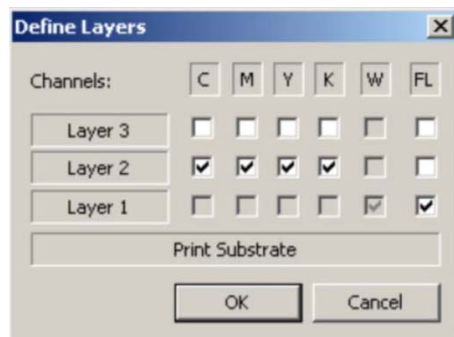 Define Layers
Channels: C M Y K W FL
Layer 3
Layer 2
Layer 1
Print Substrate
OK Cancel